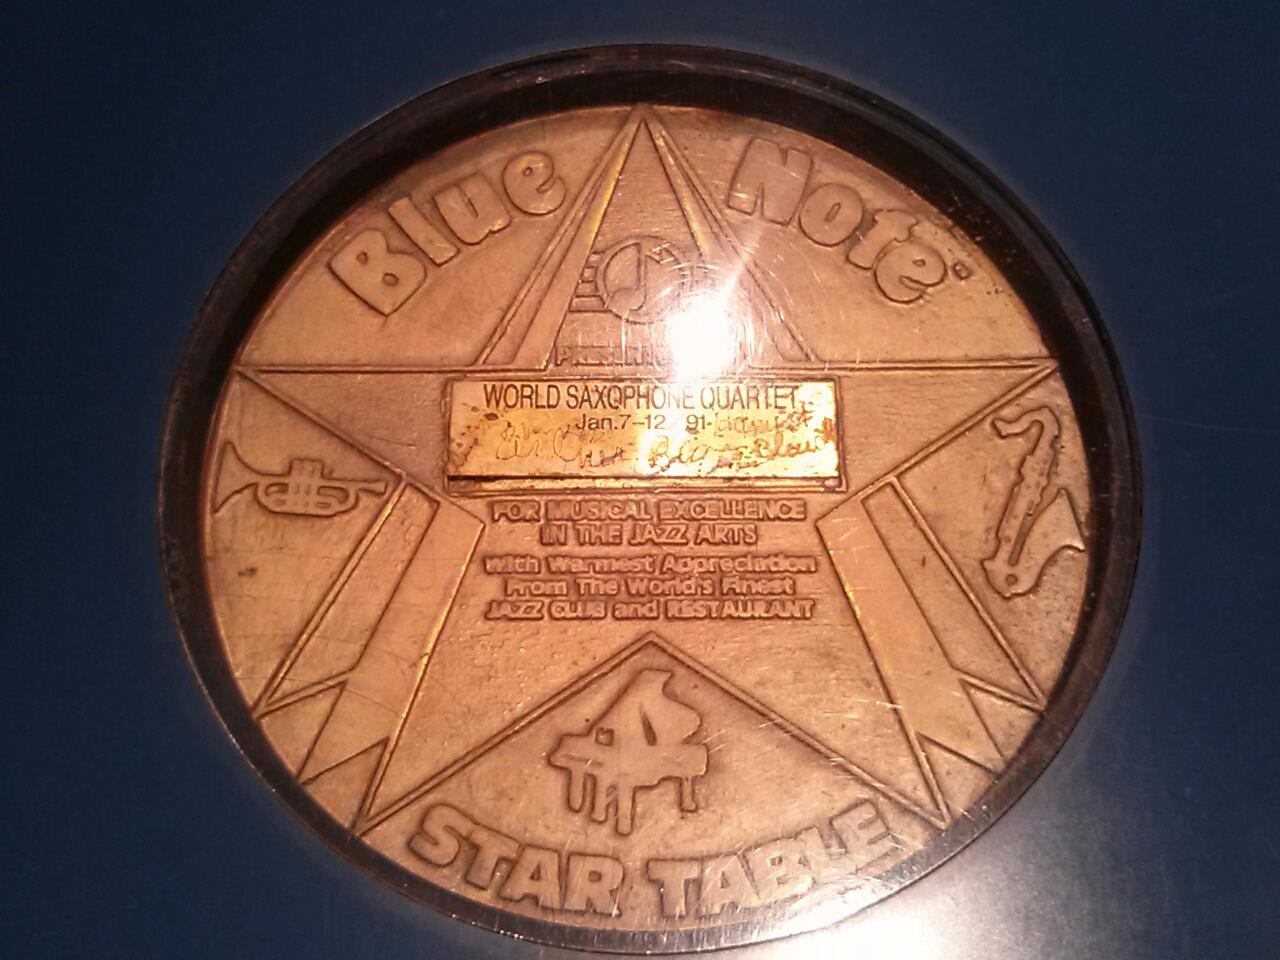 Blue Note
WORLD SAXOPHONE QUARTET
Jan. 7-12 91
FOR MUSICAL EXCELLENCE
IN THE JAZZ ARTS
with Warmest Appreciation
From The World's Finest
JAZZ CLUB and RESTAURANT
STAR TABLE